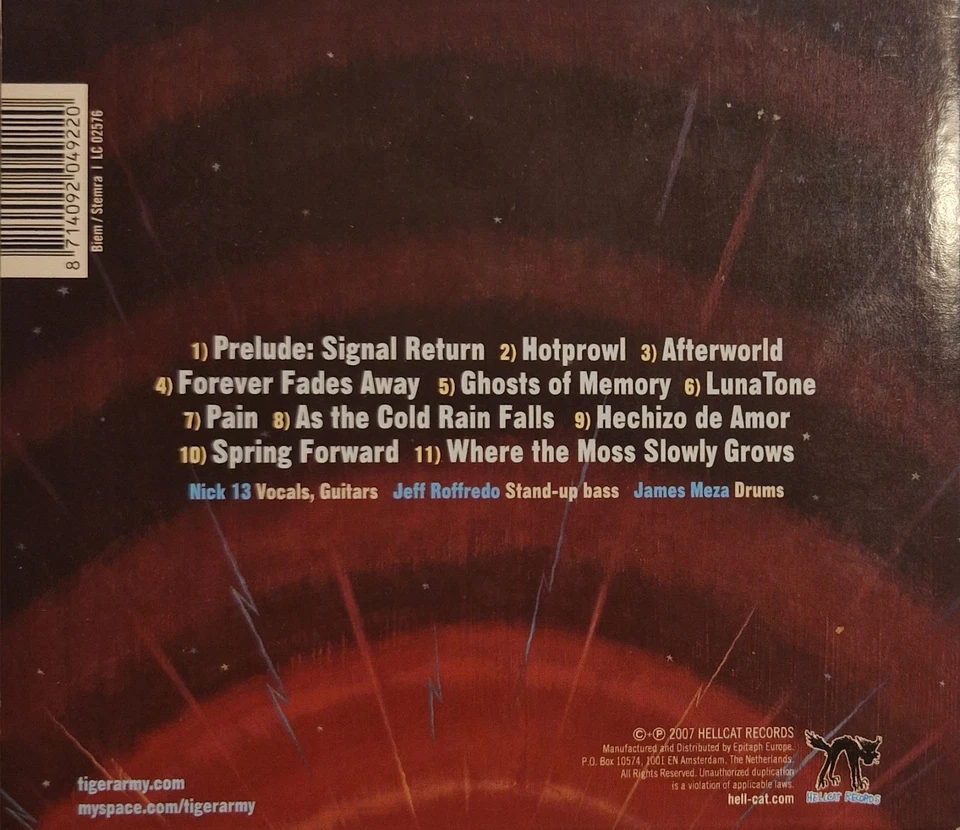 8 714092 049220
Biem / Stemra | LC 02576
1) Prelude: Signal Return 2) Hotprowl 3) Afterworld
4) Forever Fades Away 5) Ghosts of Memory 6) LunaTone
7) Pain 8) As the Cold Rain Falls 9) Hechizo de Amor
10) Spring Forward 11) Where the Moss Slowly Grows
Nick 13 Vocals, Guitars Jeff Roffredo Stand-up bass James Meza Drums
©+℗ 2007 HELLCAT RECORDS
Manufactured and Distributed by Epitaph Europe.
P.O. Box 10574, 1001 EN Amsterdam, The Netherlands.
All Rights Reserved. Unauthorized duplication
is a violation of applicable laws.
hell-cat.com
HELLCAT RECORDS
tigerarmy.com
myspace.com/tigerarmy